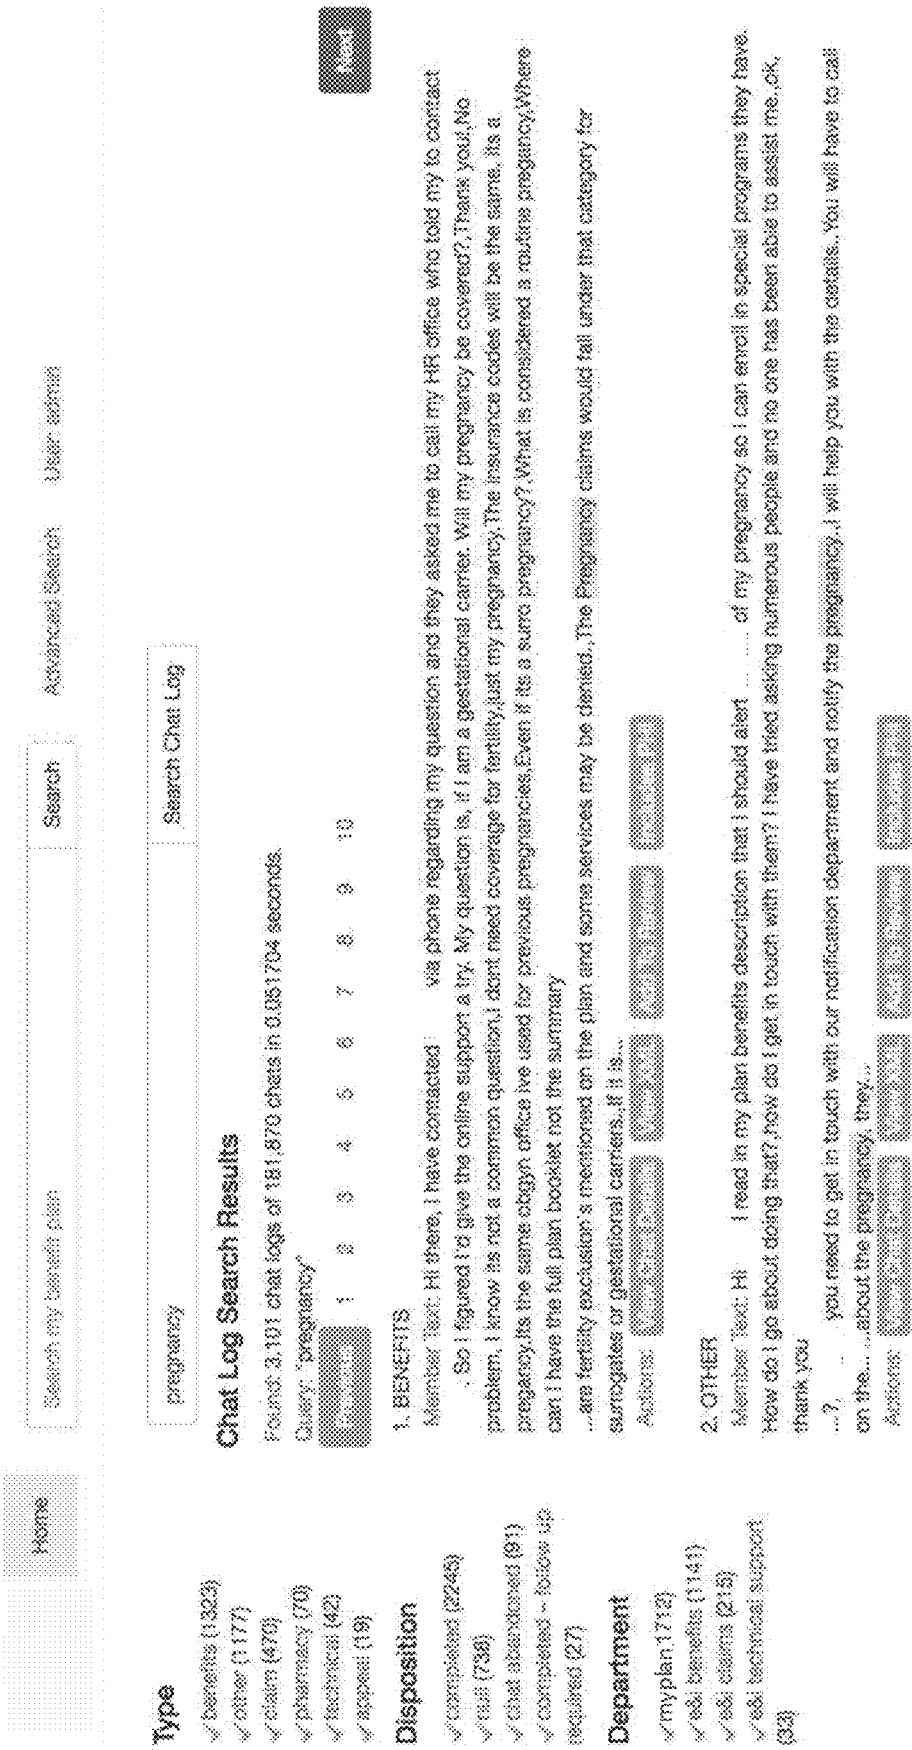 Home
Search my benefit plan
Search
Advanced Search
User admin
Type
✓benefits (1323)
✓other (1177)
✓claim (470)
✓pharmacy (70)
✓technical (42)
✓appeal (19)
Disposition
✓completed (2245)
✓call (738)
✓chat abandoned (91)
✓completed – follow up
required (27)
Department
✓myplan,1712)
✓e&i benefits (1141)
✓e&i claims (215)
✓e&i technical support
(33)
pregnancy
Search Chat Log
Chat Log Search Results
Found: 3,101 chat logs of 181,870 chats in 0.051704 seconds.
Query: "pregnancy"
1 2 3 4 5 6 7 8 9 10
Next
1. BENEFITS
Member Text: Hi there, I have contacted via phone regarding my question and they asked me to call my HR office who told my to contact
. So I figured I'd give the online support a try. My question is, if I am a gestational carrier. Will my pregnancy be covered?,Thank you!,No
problem, I know its not a common question,I dont need coverage for fertility,just my pregnancy,The insurance codes will be the same, its a
pregancy,Its the same obgyn office ive used for previous pregnancies,Even if its a surro pregnancy?,What is considered a routine pregancy,Where
can I have the full plan booklet not the summary
...are fertility exclusion's mentioned on the plan and some services may be denied.,The Pregnancy claims would fall under that category for
surrogates or gestational carriers.,If it is...
Actions:
2. OTHER
Member Text: Hi I read in my plan benefits description that I should alert of my pregnancy so I can enroll in special programs they have.
How do I go about doing that?,how do I get in touch with them? I have tried asking numerous people and no one has been able to assist me.,ok,
thank you
...?, .. you need to get in touch with our notification department and notify the pregnancy.,I will help you with the details.,You will have to call
on the... ...about the pregnancy, they...
Actions: